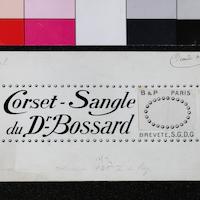 Corset-Sangle
du Dr. Bossard
B & P PARIS
BREVETÉ, S.G.D.G